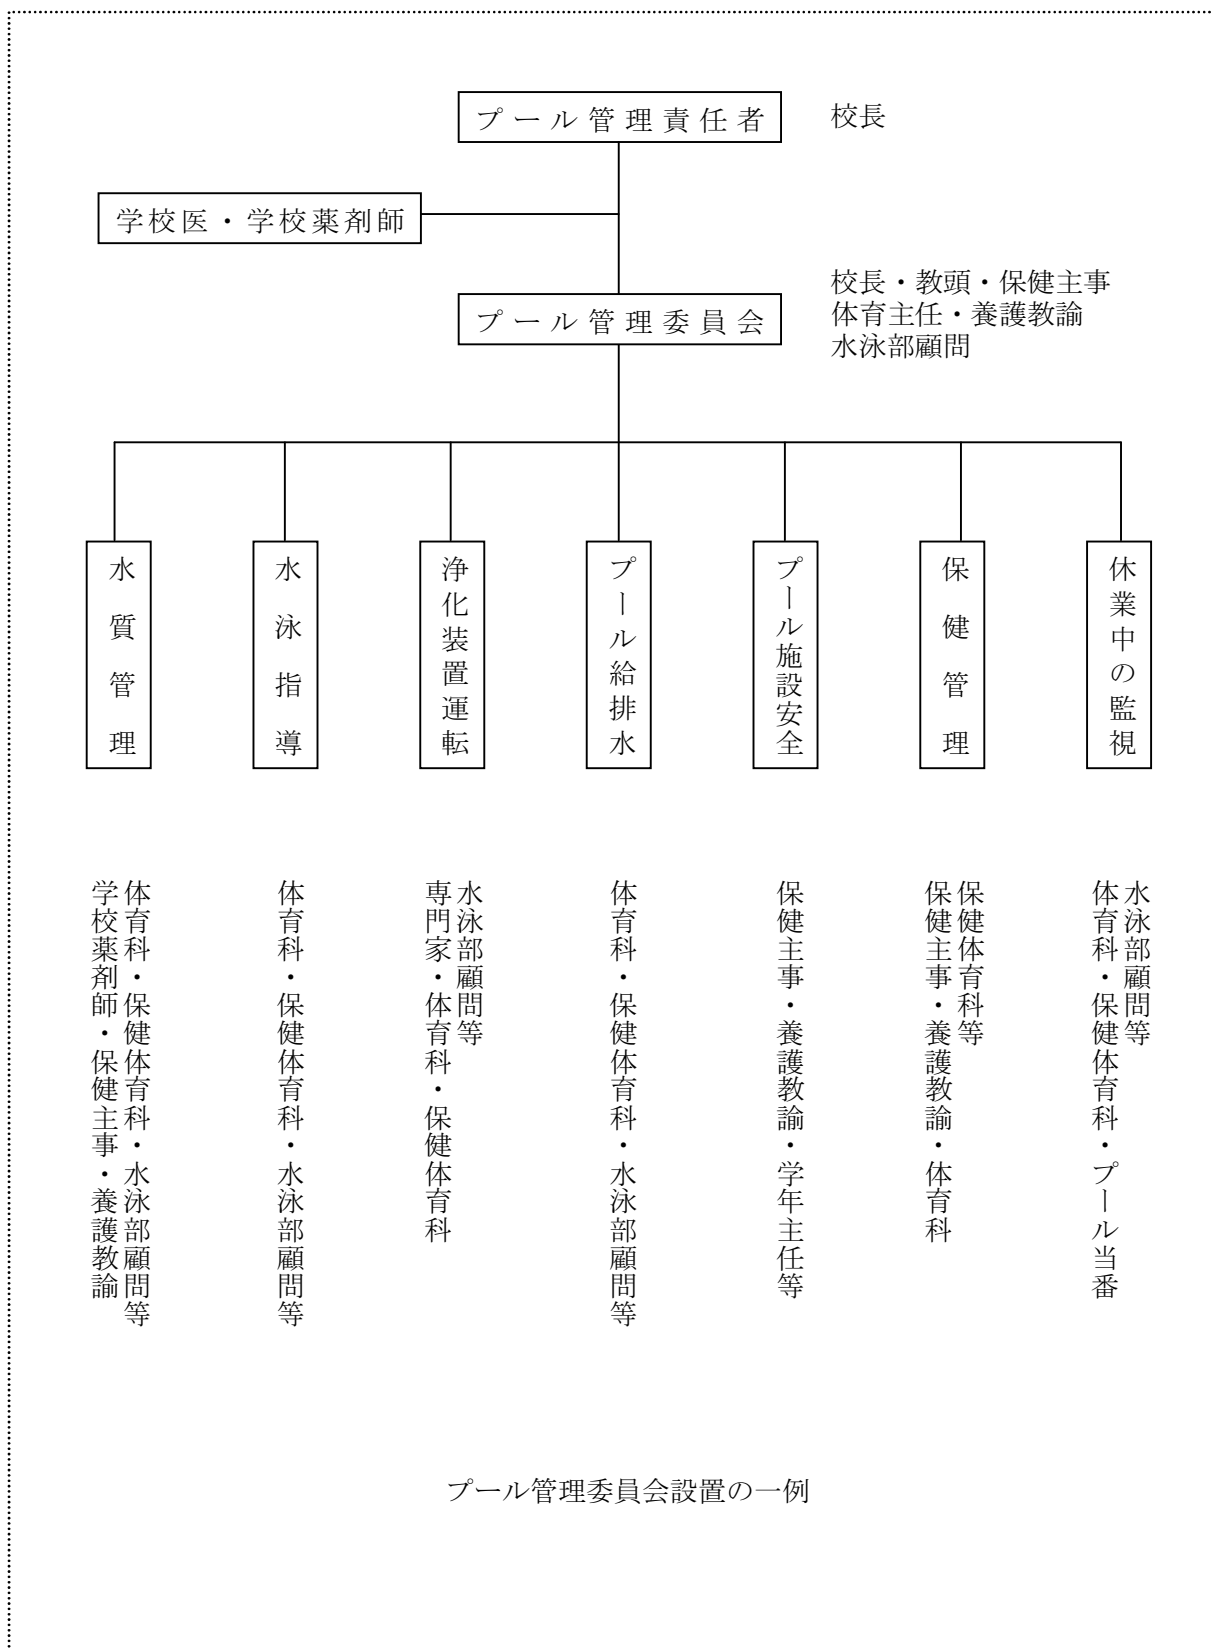 プール管理責任者
校長
学校医・学校薬剤師
プール管理委員会
校長・教頭・保健主事
体育主任・養護教諭
水泳部顧問
水質管理
水泳指導
浄化装置運転
プール給排水
プール施設安全
保健管理
休業中の監視
学校薬剤師・保健主事・養護教諭
体育科・保健体育科・水泳部顧問等
体育科・保健体育科・水泳部顧問等
専門家・体育科・保健体育科
水泳部顧問等
体育科・保健体育科・水泳部顧問等
保健主事・養護教諭・学年主任等
保健主事・養護教諭・体育科
保健体育科等
体育科・保健体育科・プール当番
水泳部顧問等
プール管理委員会設置の一例